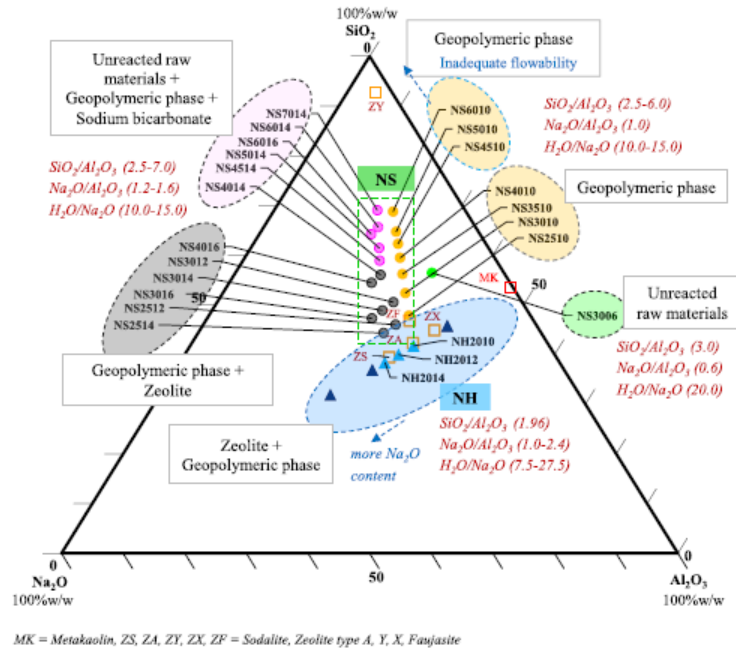 100%w/w
SiO2
0
Unreacted raw
materials +
Geopolymeric phase +
Sodium bicarbonate
Geopolymeric phase
Inadequate flowability
ZY
NS7014
NS6014
NS6016
NS5014
NS4514
NS4014
SiO2/Al2O3 (2.5-7.0)
Na2O/Al2O3 (1.2-1.6)
H2O/Na2O (10.0-15.0)
NS6010
NS5010
NS4510
SiO2/Al2O3 (2.5-6.0)
Na2O/Al2O3 (1.0)
H2O/Na2O (10.0-15.0)
NS
Geopolymeric phase
NS4010
NS3510
NS3010
NS2510
NS4016
NS3012
NS3014
NS3016
50
NS2512
NS2514
MK
50
ZF
ZX
ZA
ZS
NH2010
NH2012
NH2014
NS3006
Unreacted
raw materials
SiO2/Al2O3 (3.0)
Na2O/Al2O3 (0.6)
H2O/Na2O (20.0)
Geopolymeric phase +
Zeolite
NH
Zeolite +
Geopolymeric phase
more Na2O
content
SiO2/Al2O3 (1.96)
Na2O/Al2O3 (1.0-2.4)
H2O/Na2O (7.5-27.5)
0
Na2O
100%w/w
50
0
Al2O3
100%w/w
MK = Metakaolin, ZS, ZA, ZY, ZX, ZF = Sodalite, Zeolite type A, Y, X, Faujasite